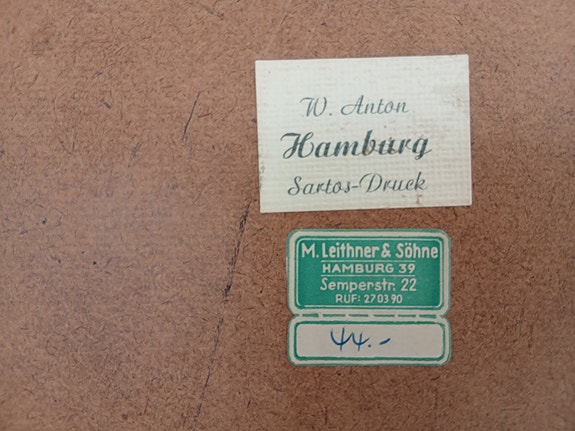 W. Anton
Hamburg
Sartos-Druck
M. Leithner & Söhne
HAMBURG 39
Semperstr. 22
RUF: 27 03 90
44.-